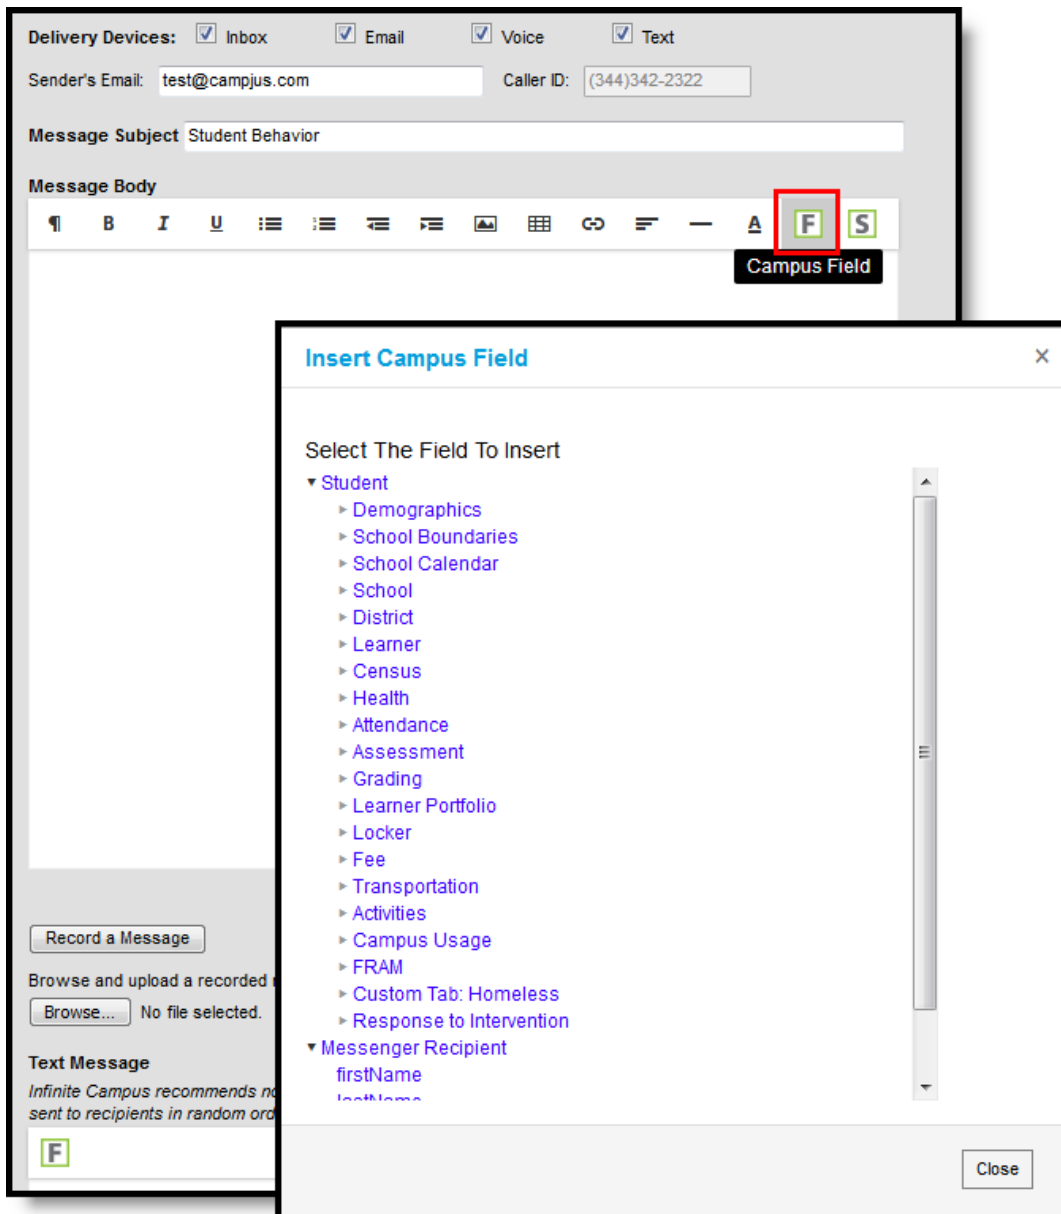 Delivery Devices: Inbox Email Voice Text
Sender's Email: test@campjus.com Caller ID: (344)342-2322
Message Subject Student Behavior
Message Body
¶ B I U A F S
Campus Field
Insert Campus Field
Select The Field To Insert
Student
Demographics
School Boundaries
School Calendar
School
District
Learner
Census
Health
Attendance
Assessment
Grading
Learner Portfolio
Locker
Fee
Transportation
Activities
Campus Usage
FRAM
Custom Tab: Homeless
Response to Intervention
Messenger Recipient
firstName
lastName
Close
Record a Message
Browse and upload a recorded
Browse... No file selected.
Text Message
Infinite Campus recommends
sent to recipients in random
F